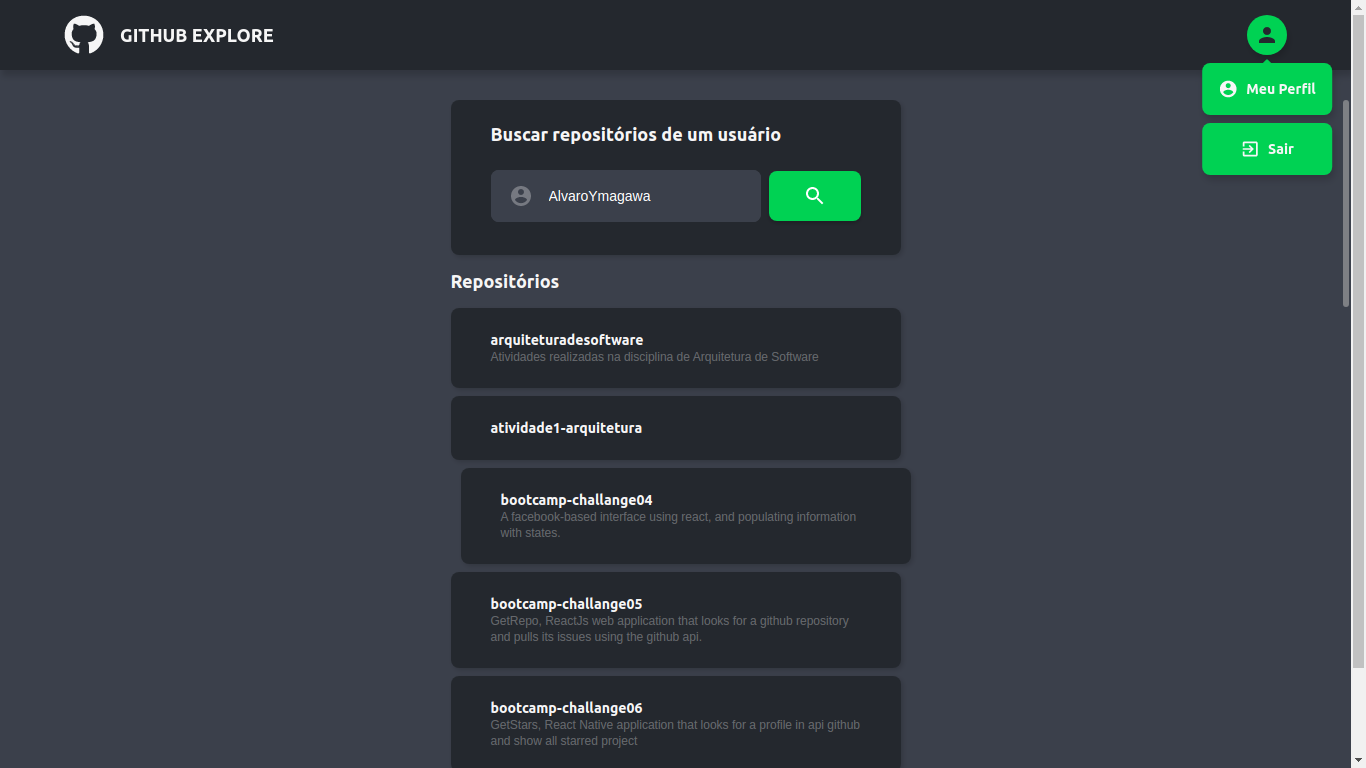 GITHUB EXPLORE
Meu Perfil
Sair
Buscar repositórios de um usuário
AlvaroYmagawa
Repositórios
arquiteturadesoftware
Atividades realizadas na disciplina de Arquitetura de Software
atividade1-arquitetura
bootcamp-challange04
A facebook-based interface using react, and populating information
with states.
bootcamp-challange05
GetRepo, ReactJs web application that looks for a github repository
and pulls its issues using the github api.
bootcamp-challange06
GetStars, React Native application that looks for a profile in api github
and show all starred project